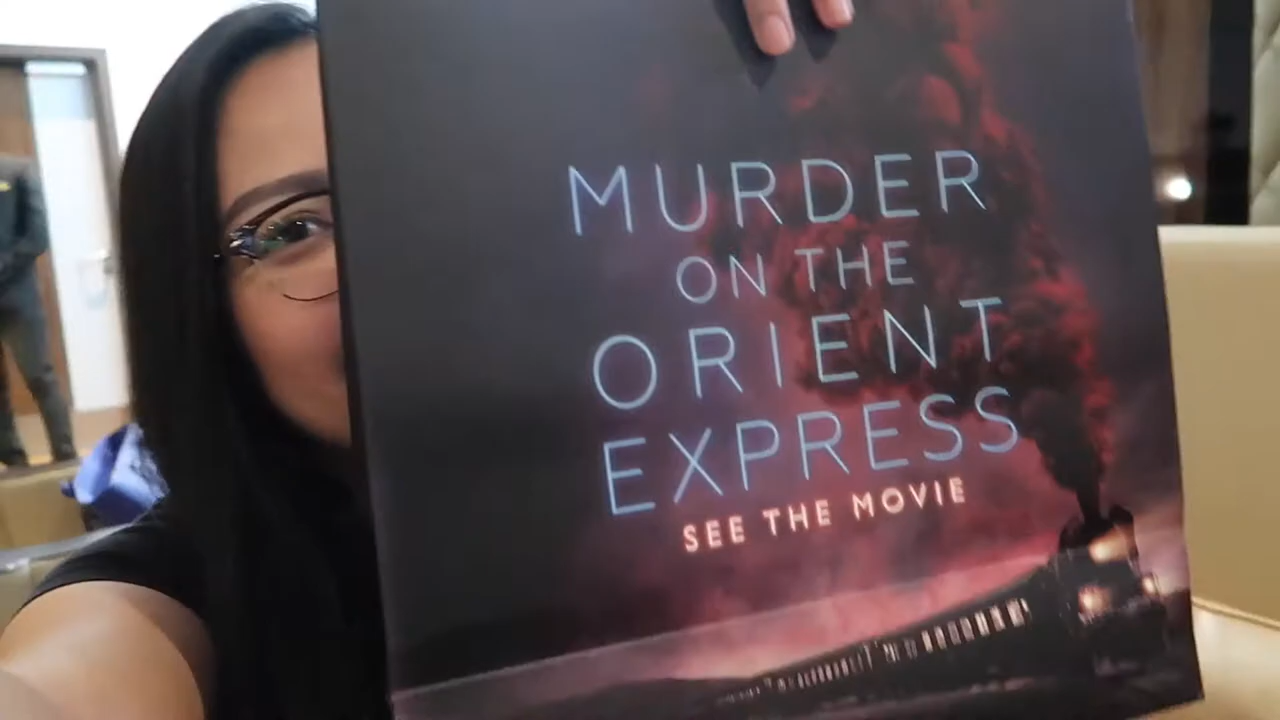 MURDER
ON THE
ORIENT
EXPRESS
SEE THE MOVIE